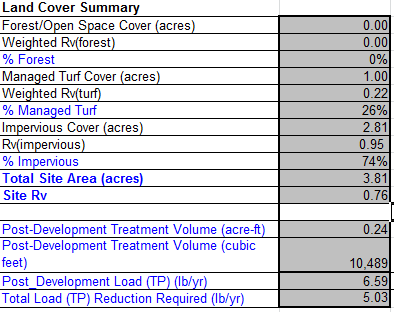 Land Cover Summary
Forest/Open Space Cover (acres) 0.00
Weighted Rv(forest) 0.00
% Forest 0%
Managed Turf Cover (acres) 1.00
Weighted Rv(turf) 0.22
% Managed Turf 26%
Impervious Cover (acres) 2.81
Rv(impervious) 0.95
% Impervious 74%
Total Site Area (acres) 3.81
Site Rv 0.76
Post-Development Treatment Volume (acre-ft) 0.24
Post-Development Treatment Volume (cubic
feet) 10,489
Post_Development Load (TP) (lb/yr) 6.59
Total Load (TP) Reduction Required (lb/yr) 5.03